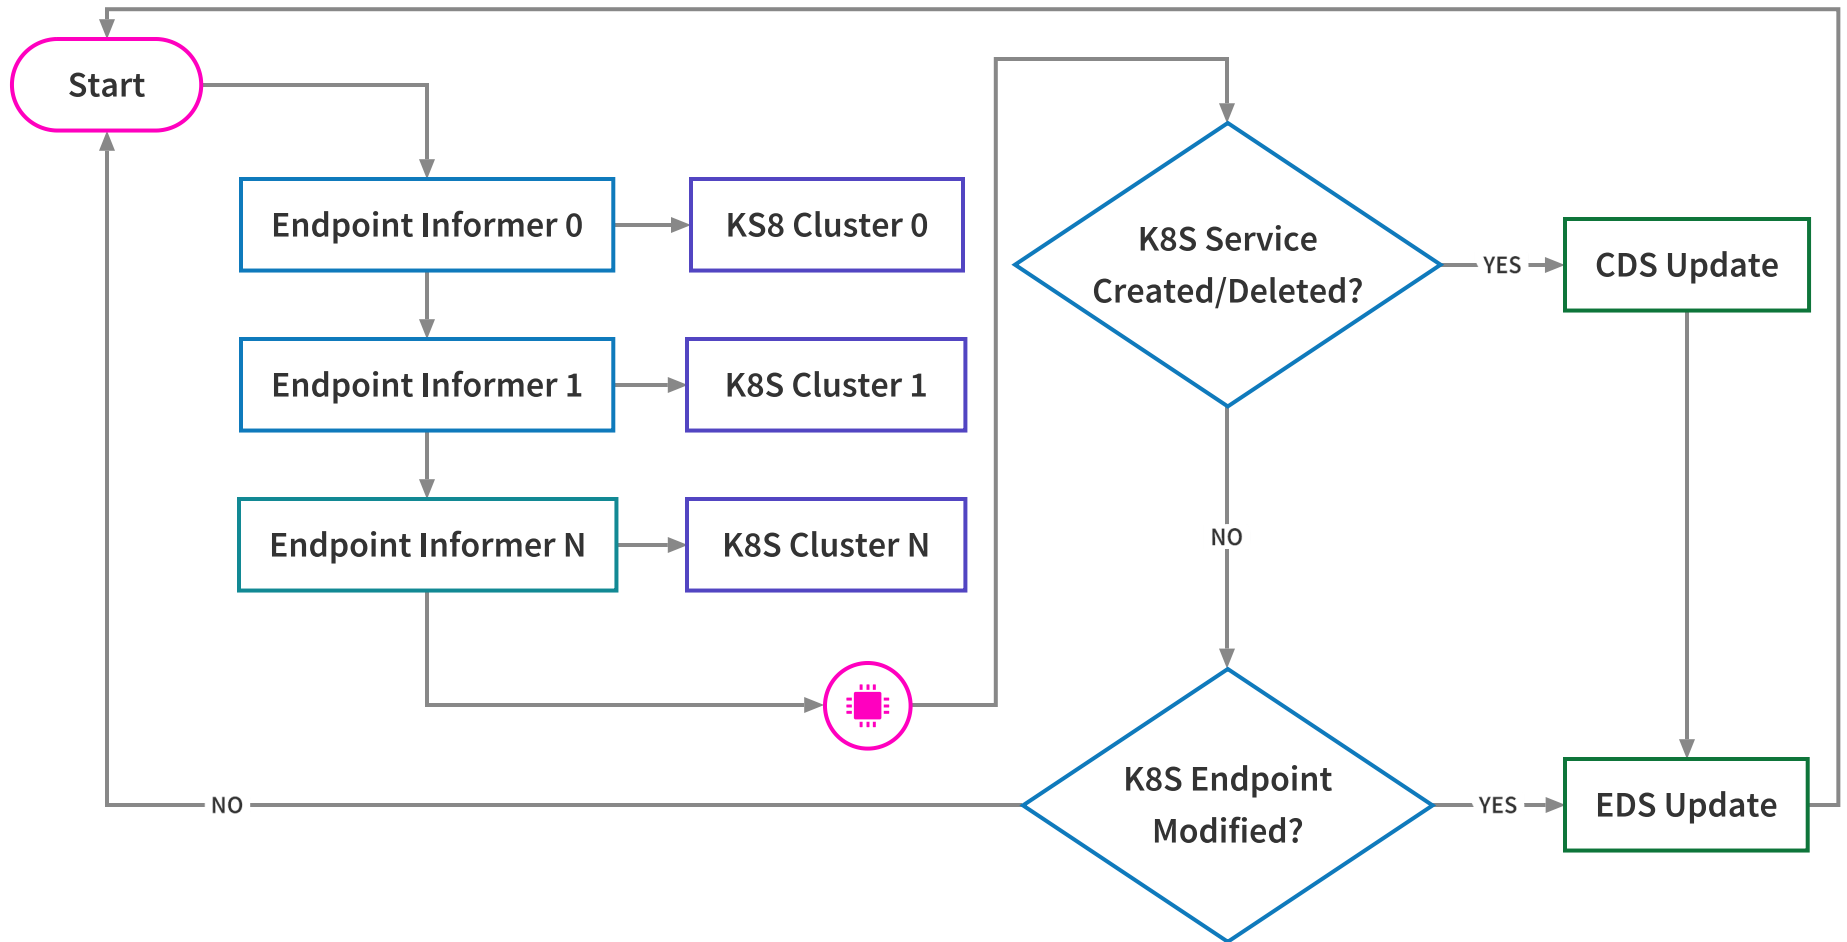 Start
Endpoint Informer 0
KS8 Cluster 0
Endpoint Informer 1
K8S Cluster 1
Endpoint Informer N
K8S Cluster N
K8S Service
Created/Deleted?
YES
CDS Update
NO
K8S Endpoint
Modified?
YES
EDS Update
NO